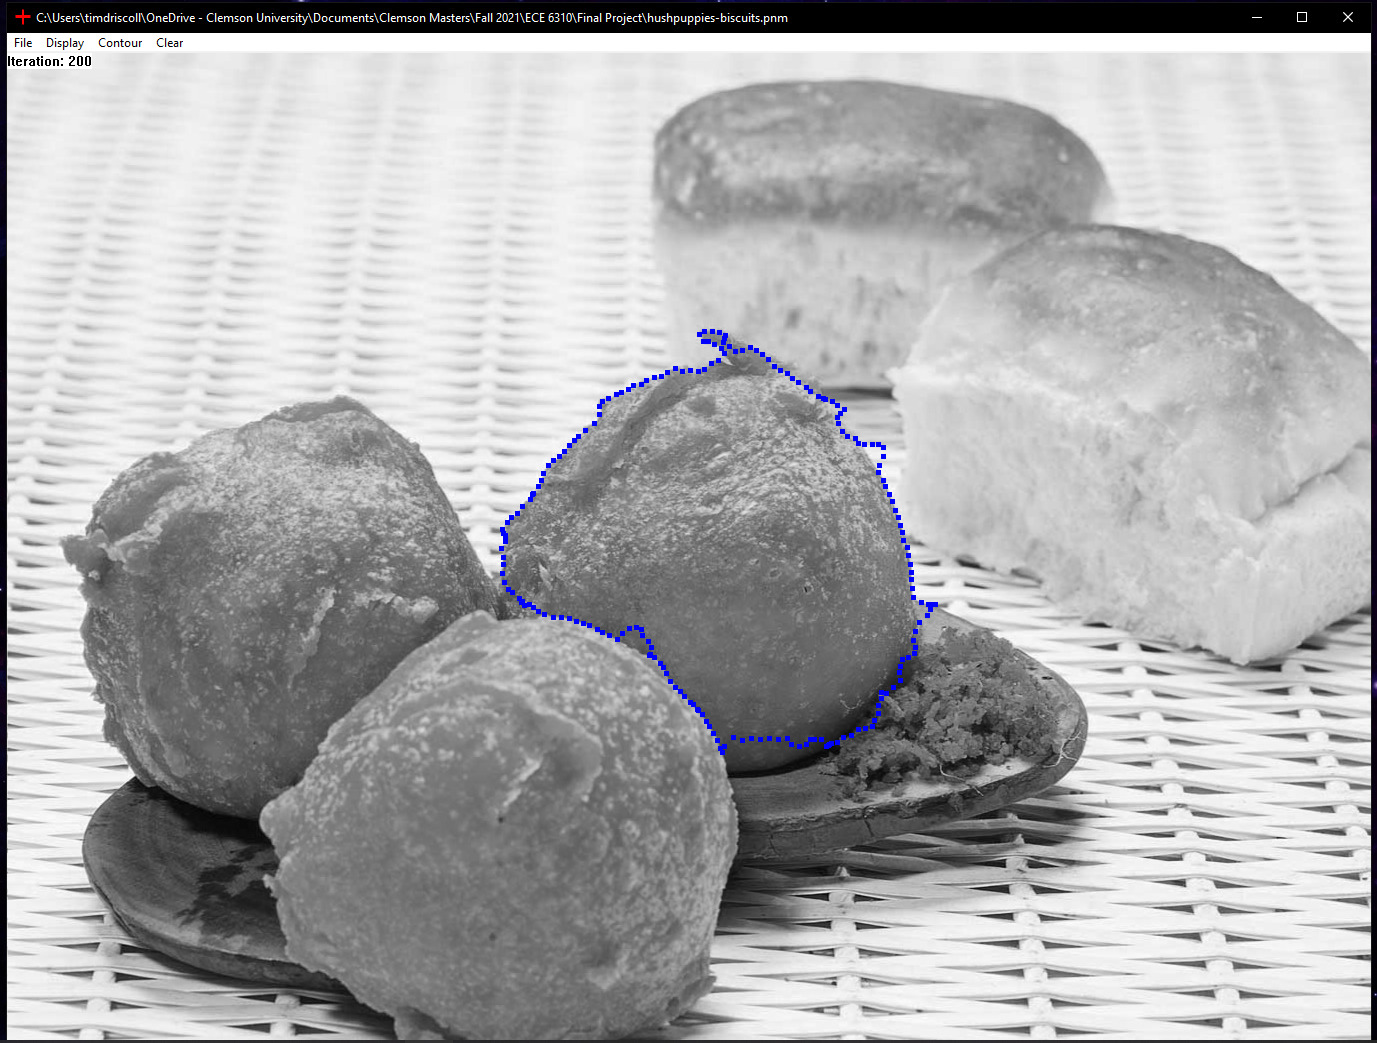 C:\Users\timdriscoll\OneDrive - Clemson University\Documents\Clemson Masters\Fall 2021\ECE 6310\Final Project\hushpuppies-biscuits.pnm
File Display Contour Clear
Iteration: 200